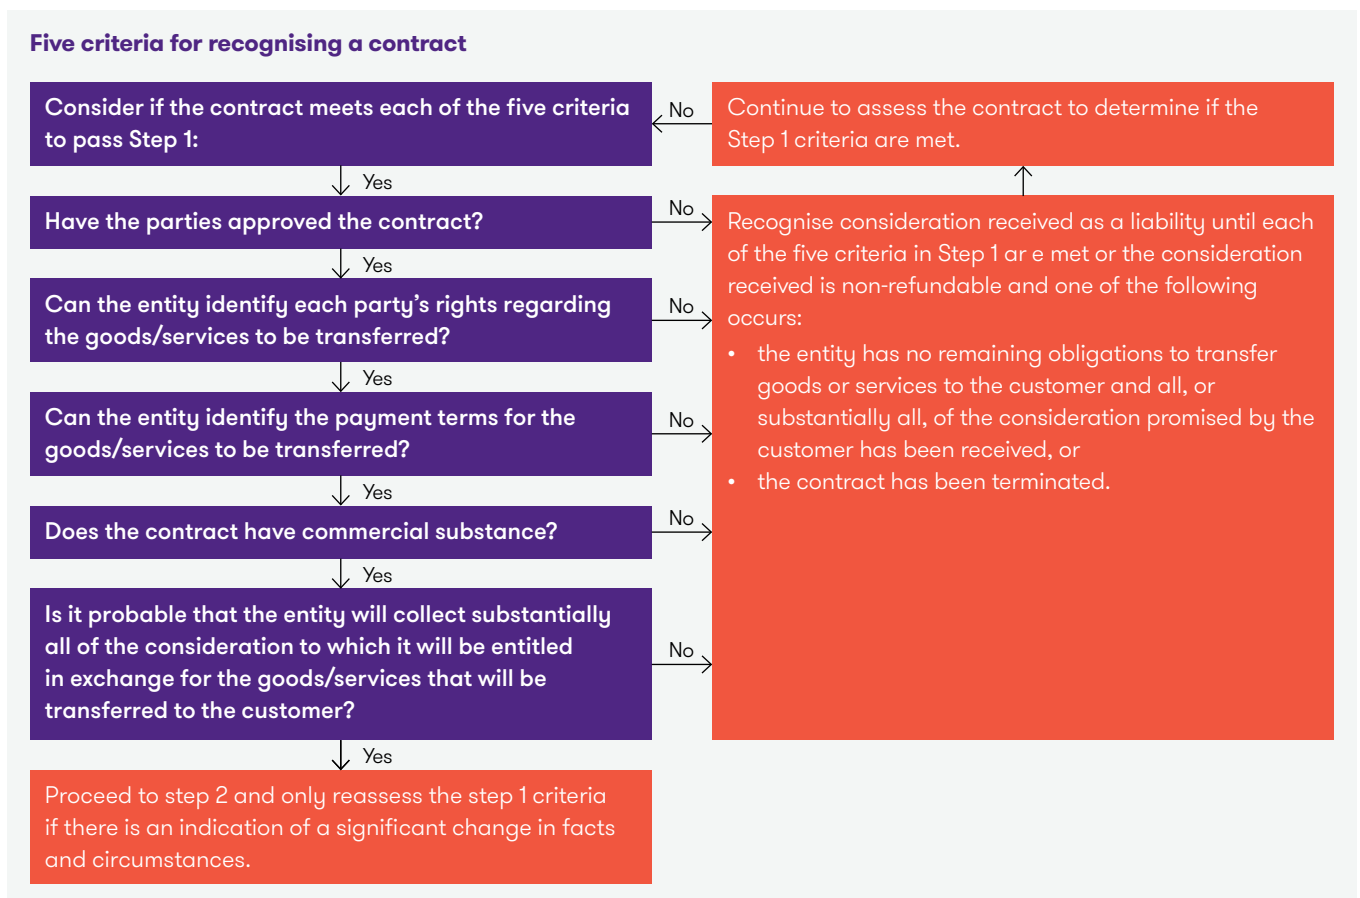 Five criteria for recognising a contract
Consider if the contract meets each of the five criteria
to pass Step 1:
No
Continue to assess the contract to determine if the
Step 1 criteria are met.
Yes
Have the parties approved the contract?
No
Yes
Can the entity identify each party’s rights regarding
the goods/services to be transferred?
No
Yes
Can the entity identify the payment terms for the
goods/services to be transferred?
No
Yes
Does the contract have commercial substance?
No
Yes
Is it probable that the entity will collect substantially
all of the consideration to which it will be entitled
in exchange for the goods/services that will be
transferred to the customer?
No
Yes
Proceed to step 2 and only reassess the step 1 criteria
if there is an indication of a significant change in facts
and circumstances.
Recognise consideration received as a liability until each
of the five criteria in Step 1 ar e met or the consideration
received is non-refundable and one of the following
occurs:
• the entity has no remaining obligations to transfer
goods or services to the customer and all, or
substantially all, of the consideration promised by the
customer has been received, or
• the contract has been terminated.